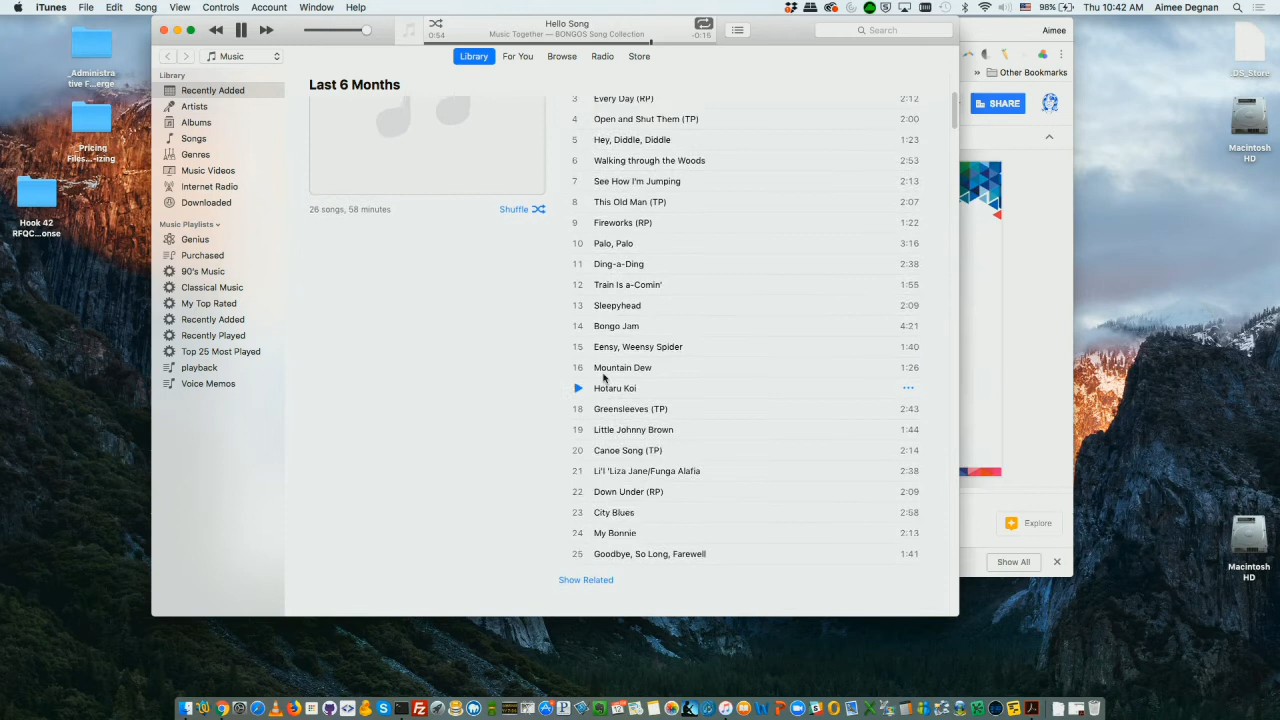 iTunes File Edit Song View Controls Account Window Help 98% Thu 10:42 AM Aimee Degnan
Hello Song
Music Together — BONGOS Song Collection
0:54 -0:15
Search
Aimee
Music
Library For You Browse Radio Store
» Other Bookmarks
SHARE
_Administra
tive F...erge
_Pricing
Files...-izing
Hook 42
RFQC...onse
.DS_Store
Macintosh
HD
Library
Recently Added
Artists
Albums
Songs
Genres
Music Videos
Internet Radio
Downloaded
Music Playlists
Genius
Purchased
90's Music
Classical Music
My Top Rated
Recently Added
Recently Played
Top 25 Most Played
playback
Voice Memos
Last 6 Months
26 songs, 58 minutes
Shuffle
3 Every Day (RP) 2:12
4 Open and Shut Them (TP) 2:00
5 Hey, Diddle, Diddle 1:23
6 Walking through the Woods 2:53
7 See How I'm Jumping 2:13
8 This Old Man (TP) 2:07
9 Fireworks (RP) 1:22
10 Palo, Palo 3:16
11 Ding-a-Ding 2:38
12 Train Is a-Comin' 1:55
13 Sleepyhead 2:09
14 Bongo Jam 4:21
15 Eensy, Weensy Spider 1:40
16 Mountain Dew 1:26
Hotaru Koi
18 Greensleeves (TP) 2:43
19 Little Johnny Brown 1:44
20 Canoe Song (TP) 2:14
21 Li'l 'Liza Jane/Funga Alafia 2:38
22 Down Under (RP) 2:09
23 City Blues 2:58
24 My Bonnie 2:13
25 Goodbye, So Long, Farewell 1:41
Show Related
Explore
Show All
Macintosh
HD